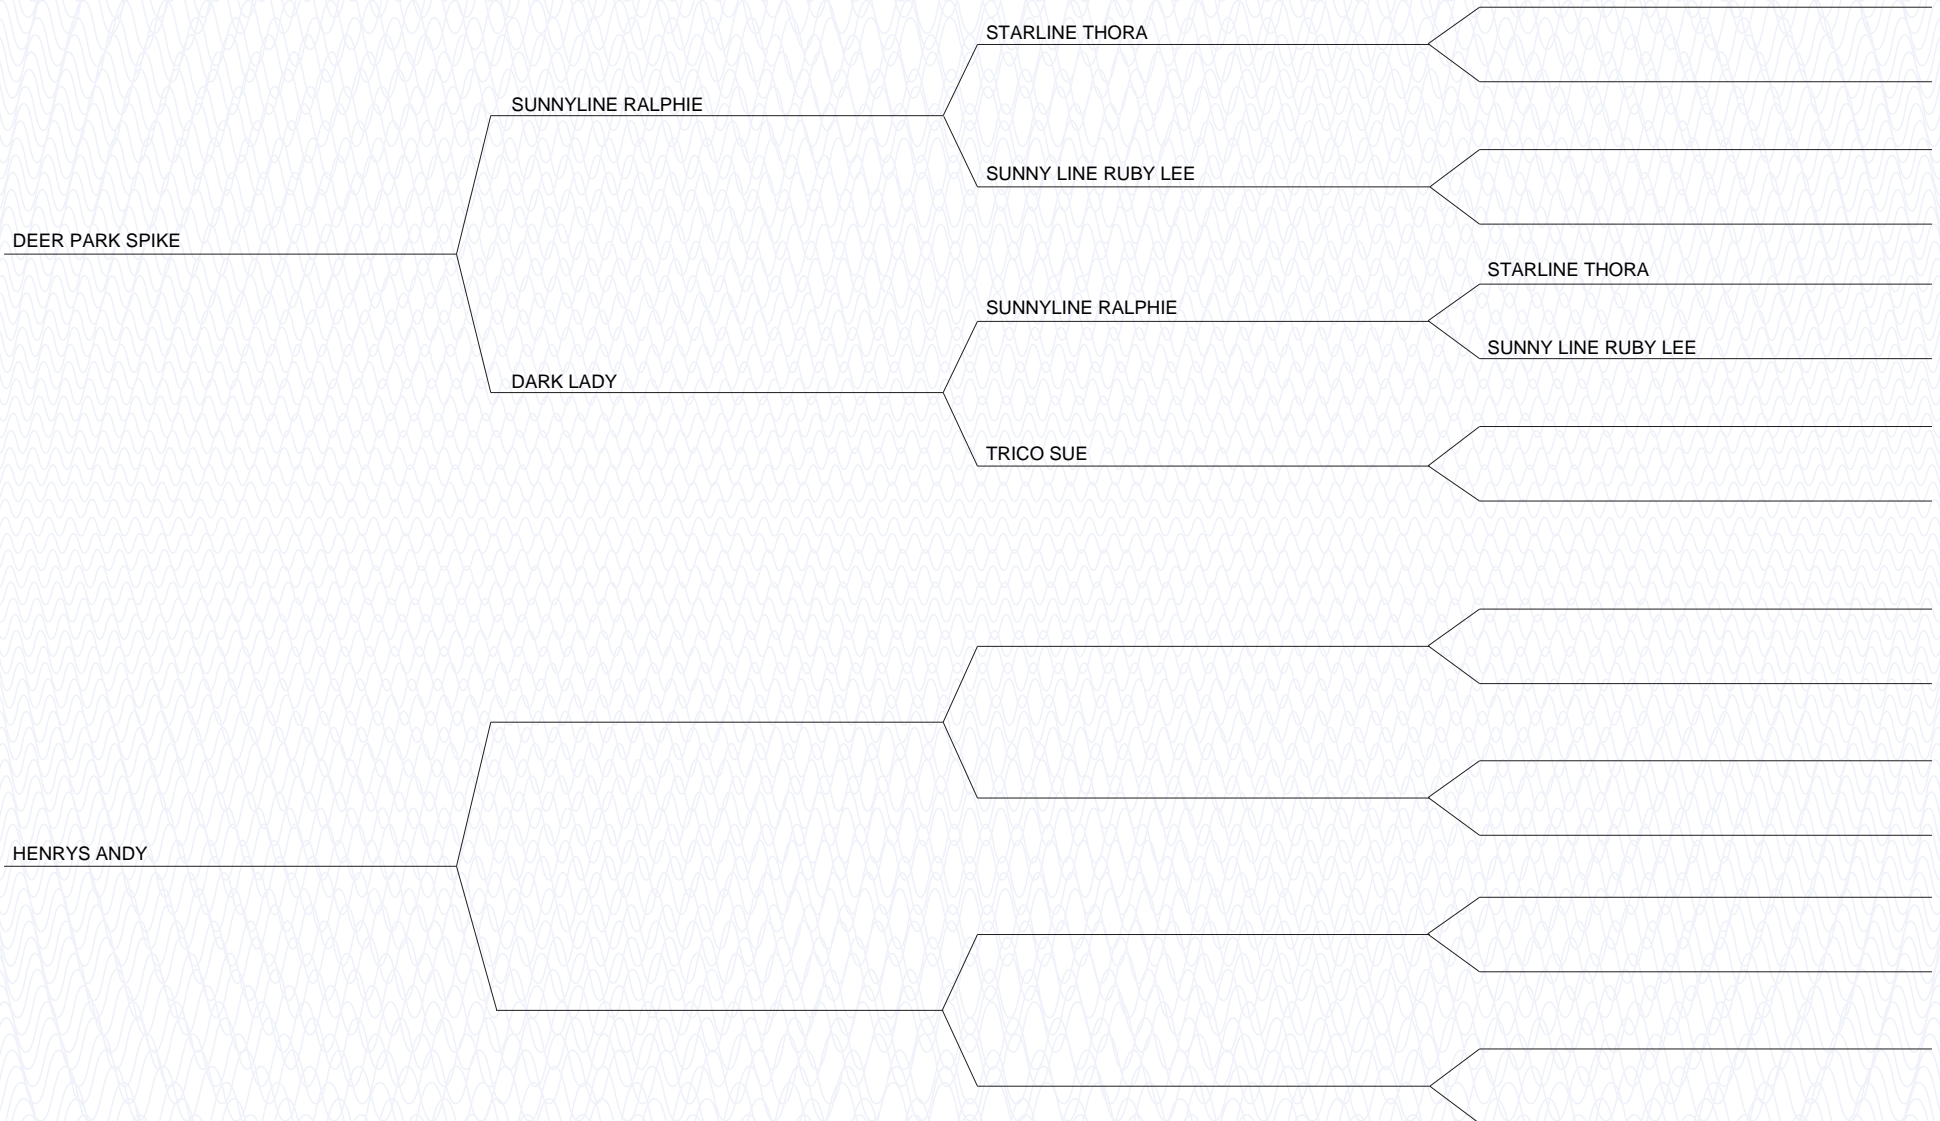 STARLINE THORA
SUNNYLINE RALPHIE
SUNNY LINE RUBY LEE
DEER PARK SPIKE
STARLINE THORA
SUNNYLINE RALPHIE
SUNNY LINE RUBY LEE
DARK LADY
TRICO SUE
HENRYS ANDY